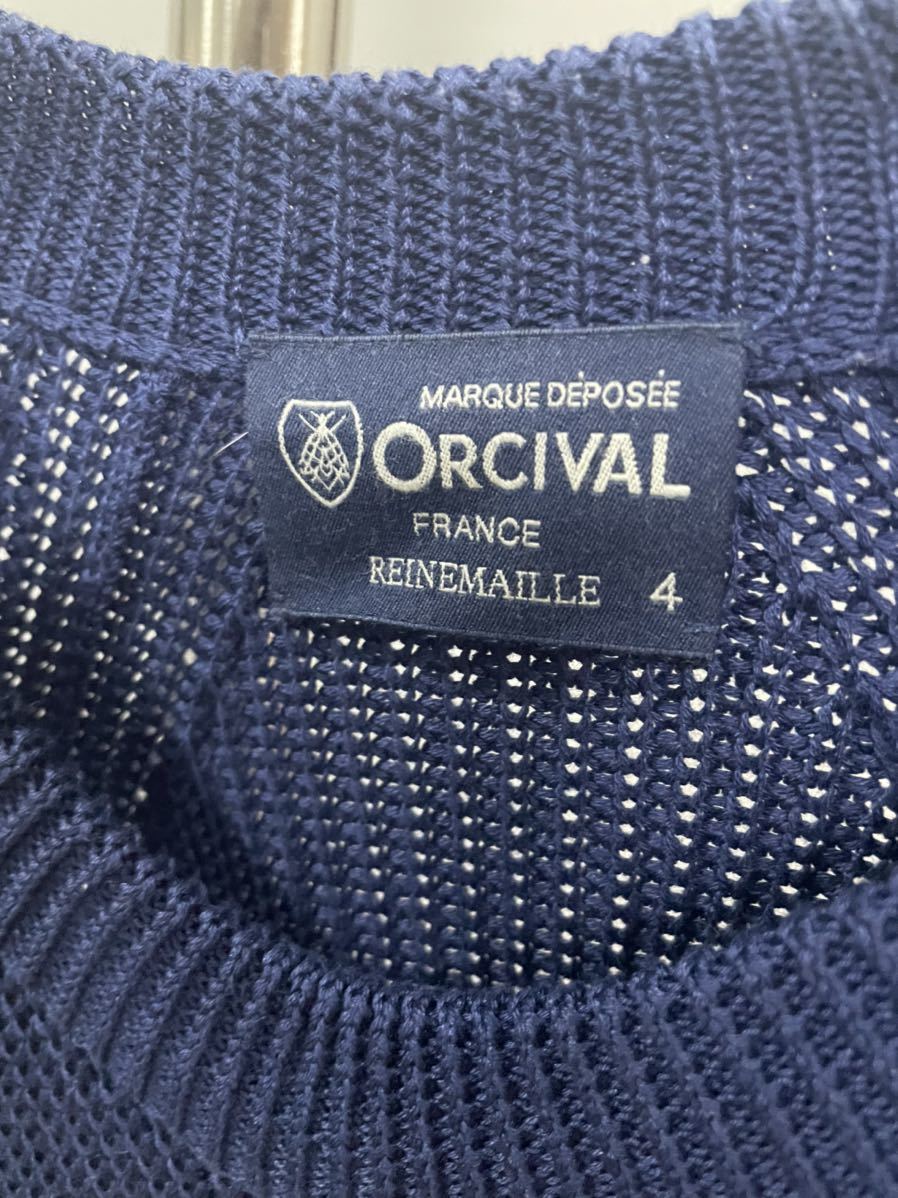 MARQUE DÉPOSÉE
ORCIVAL
FRANCE
REINEMAILLE 4